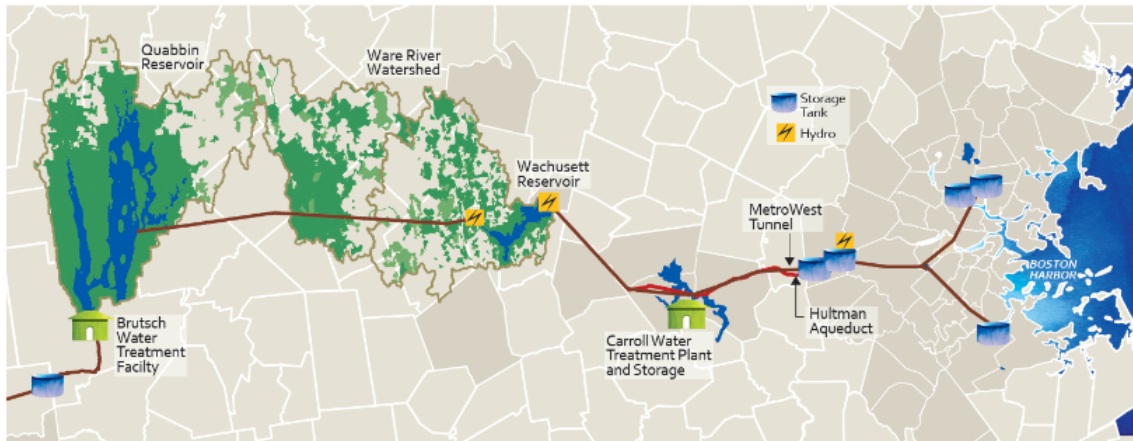 Quabbin
Reservoir
Ware River
Watershed
Storage
Tank
Hydro
Wachusett
Reservoir
MetroWest
Tunnel
BOSTON
HARBOR
Brutsch
Water
Treatment
Facilty
Carroll Water
Treatment Plant
and Storage
Hultman
Aqueduct